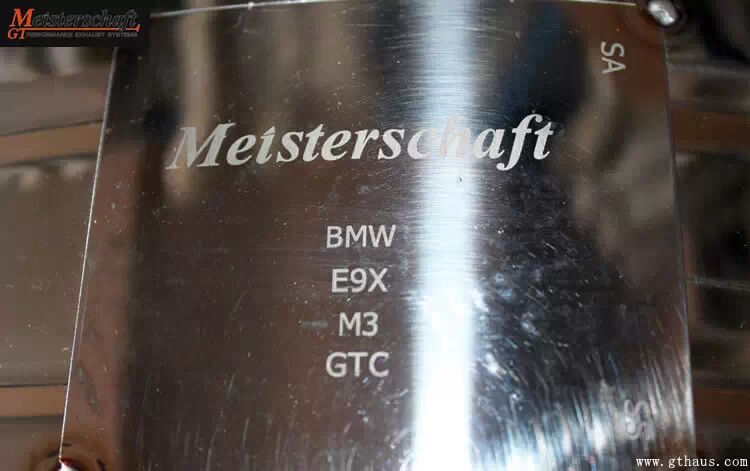 Meisterschaft
GT PERFORMANCE EXHAUST SYSTEMS
SA
Meisterschaft
BMW
E9X
M3
GTC
S
www.gthaus.com